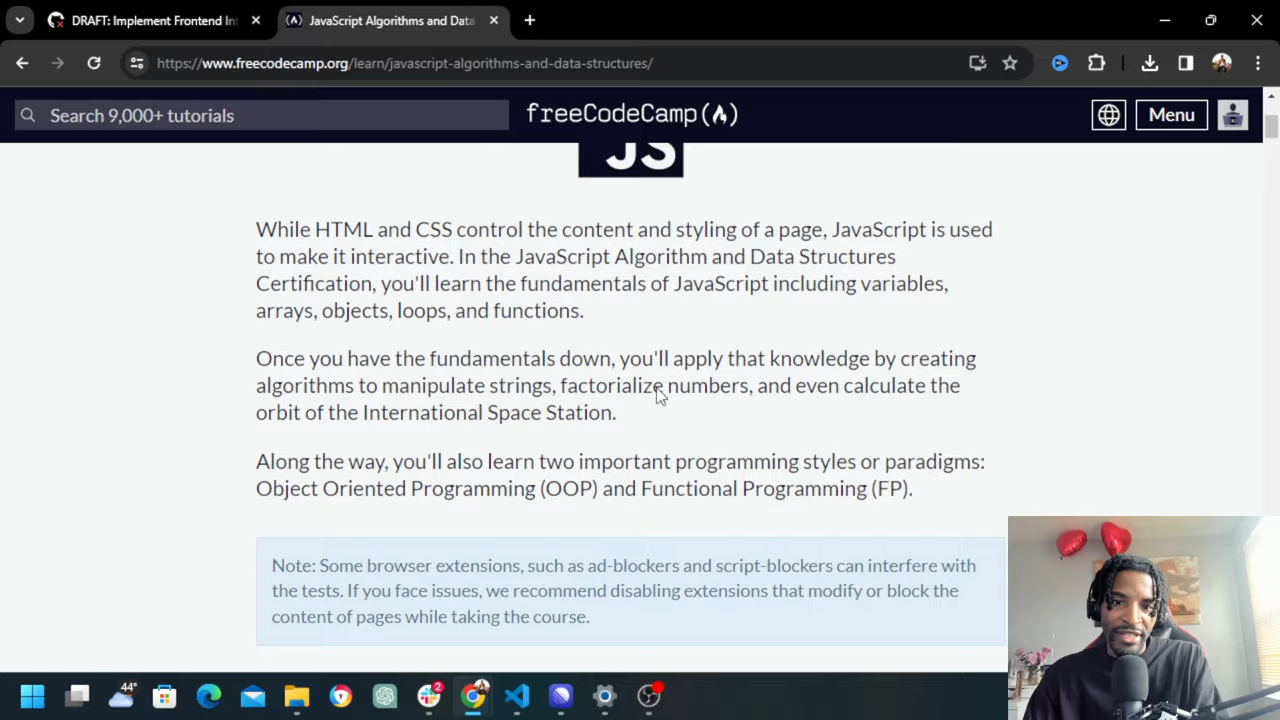 DRAFT: Implement Frontend In
JavaScript Algorithms and Data
https://www.freecodecamp.org/learn/javascript-algorithms-and-data-structures/
Search 9,000+ tutorials
freeCodeCamp
Menu
JS
While HTML and CSS control the content and styling of a page, JavaScript is used
to make it interactive. In the JavaScript Algorithm and Data Structures
Certification, you'll learn the fundamentals of JavaScript including variables,
arrays, objects, loops, and functions.
Once you have the fundamentals down, you'll apply that knowledge by creating
algorithms to manipulate strings, factorialize numbers, and even calculate the
orbit of the International Space Station.
Along the way, you'll also learn two important programming styles or paradigms:
Object Oriented Programming (OOP) and Functional Programming (FP).
Note: Some browser extensions, such as ad-blockers and script-blockers can interfere with
the tests. If you face issues, we recommend disabling extensions that modify or block the
content of pages while taking the course.
44°
2